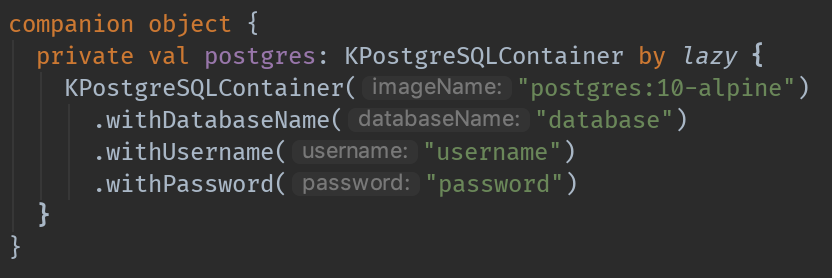 companion object {
private val postgres: KPostgreSQLContainer by lazy {
KPostgreSQLContainer( imageName: "postgres:10-alpine")
.withDatabaseName( databaseName: "database")
.withUsername( username: "username")
.withPassword( password: "password")
}
}